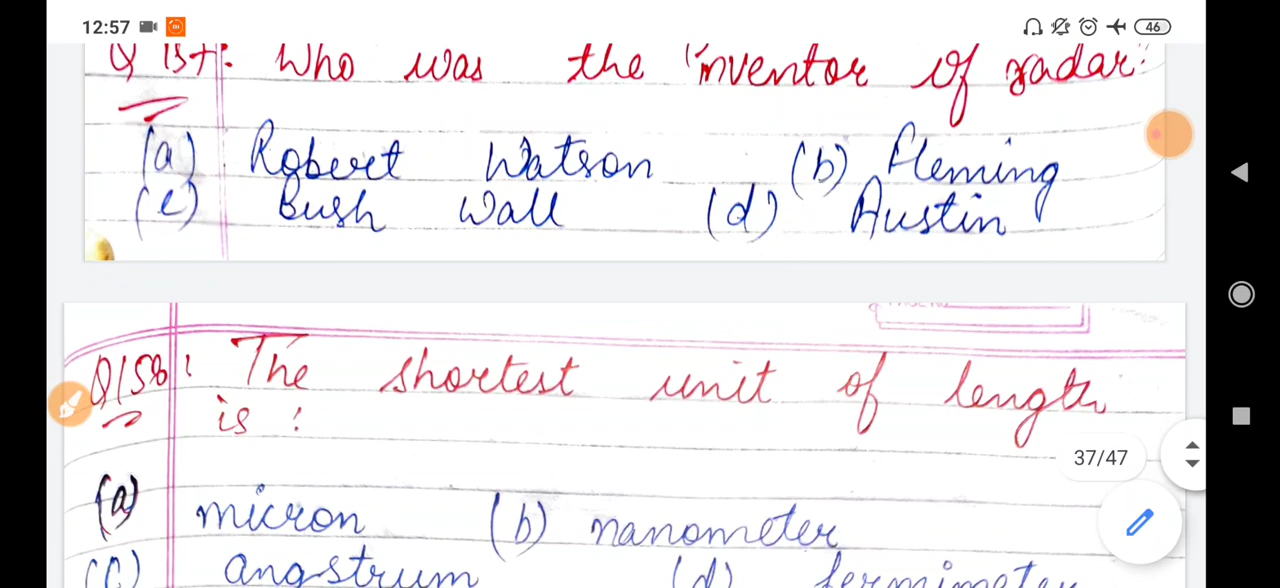 12:57
46
Q 157: Who was the inventor of radar:
(a) Robert Watson (b) Fleming
(c) Bush Wall (d) Austin
Q158: The shortest unit of length
is :
37/47
(a) micron (b) nanometer
(c) angstrum (d) fermimeter